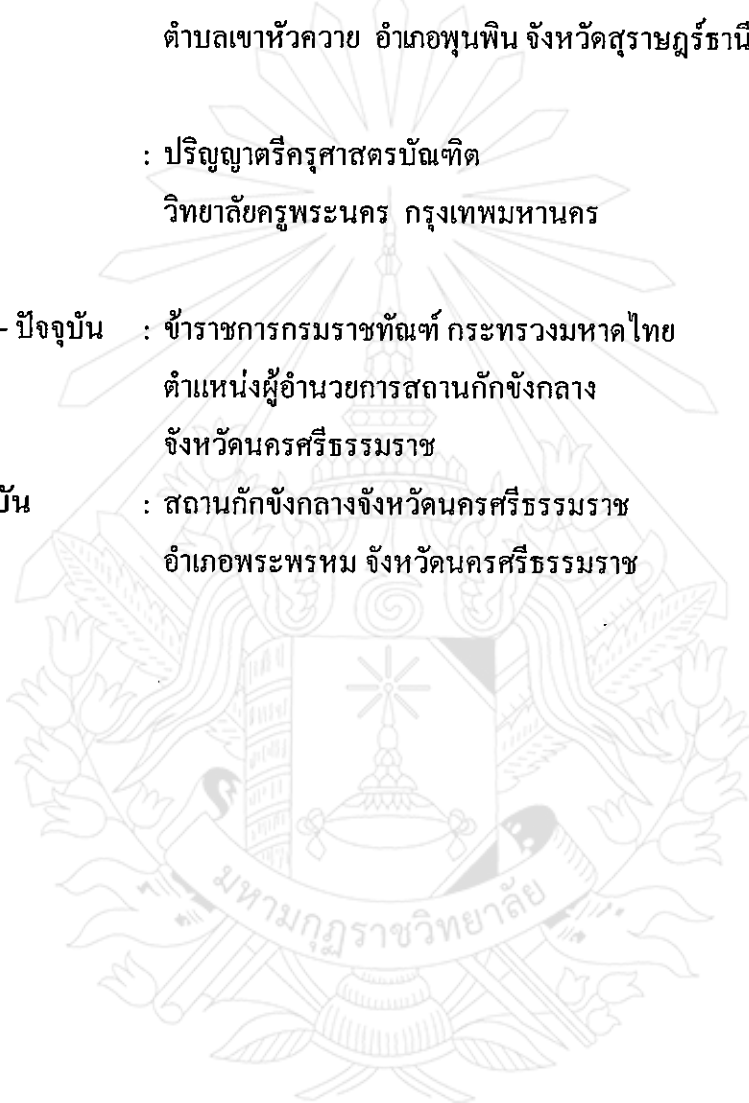 ตำบลเขาหัวควาย อำเภอพุนพิน จังหวัดสุราษฎร์ธานี
: ปริญญาตรีครุศาสตรบัณฑิต
วิทยาลัยครูพระนคร กรุงเทพมหานคร
- ปัจจุบัน : ข้าราชการกรมราชทัณฑ์ กระทรวงมหาดไทย
ตำแหน่งผู้อำนวยการสถานกักขังกลาง
จังหวัดนครศรีธรรมราช
บัน : สถานกักขังกลางจังหวัดนครศรีธรรมราช
อำเภอพระพรหม จังหวัดนครศรีธรรมราช
มหามกุฏราชวิทยาลัย